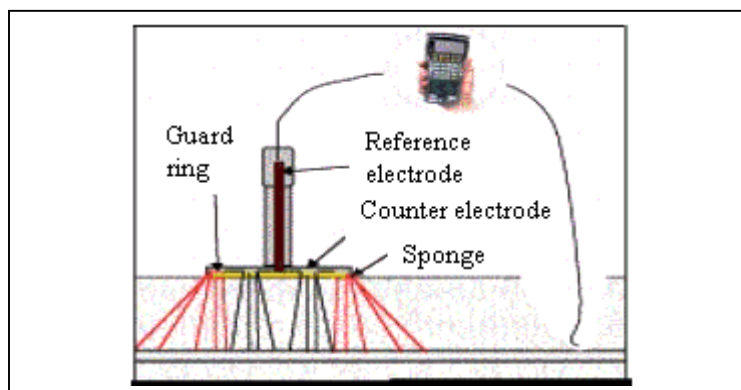 Guard
ring
Reference
electrode
Counter electrode
Sponge